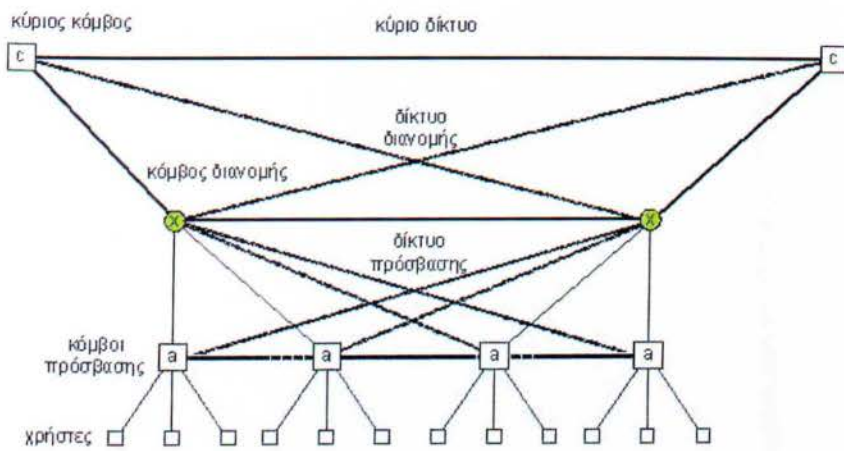 κύριος κόμβος
κύριο δίκτυο
c
c
δίκτυο
διανομής
κόμβος διανομής
x
x
δίκτυο
πρόσβασης
κόμβοι
πρόσβασης
a
a
a
a
χρήστες